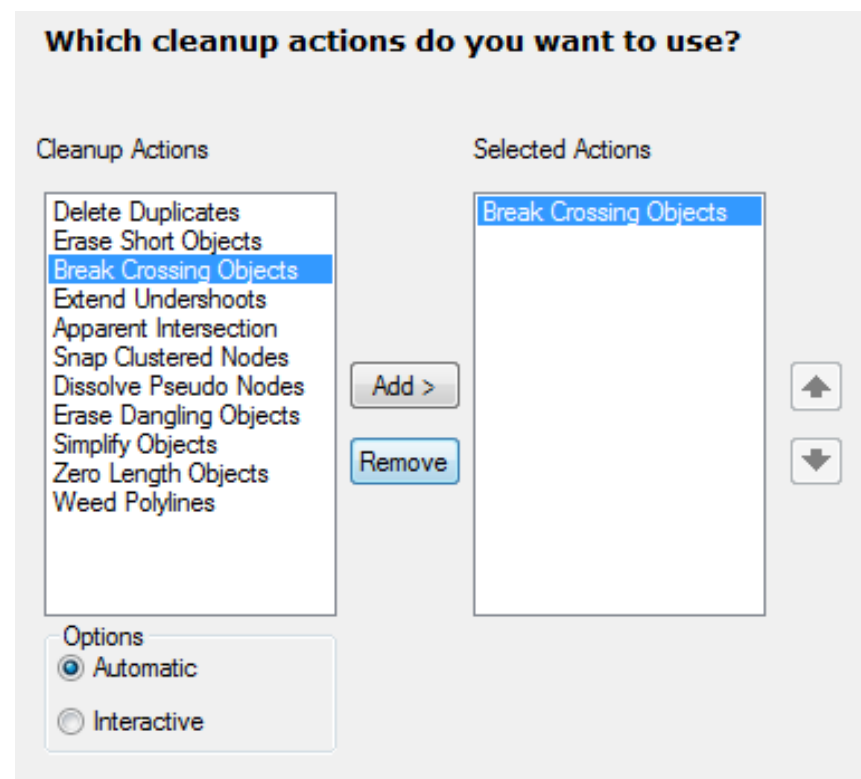 Which cleanup actions do you want to use?
Cleanup Actions
Delete Duplicates
Erase Short Objects
Break Crossing Objects
Extend Undershoots
Apparent Intersection
Snap Clustered Nodes
Dissolve Pseudo Nodes
Erase Dangling Objects
Simplify Objects
Zero Length Objects
Weed Polylines
Add >
Remove
Selected Actions
Break Crossing Objects
Options
Automatic
Interactive